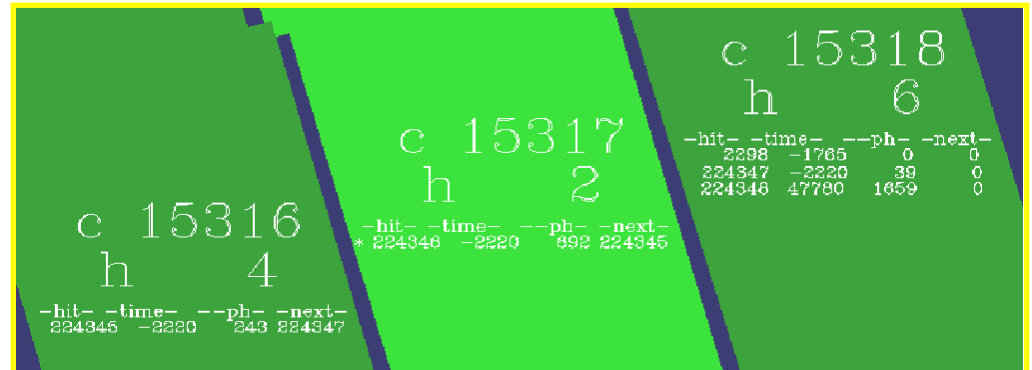 c 15316
h 4
-hit- -time- --ph- -next-
224345 -2220 243 224347
c 15317
h 2
-hit- -time- --ph- -next-
* 224346 -2220 692 224345
c 15318
h 6
-hit- -time- --ph- -next-
2298 -1765 0 0
224347 -2220 39 0
224348 47780 1659 0